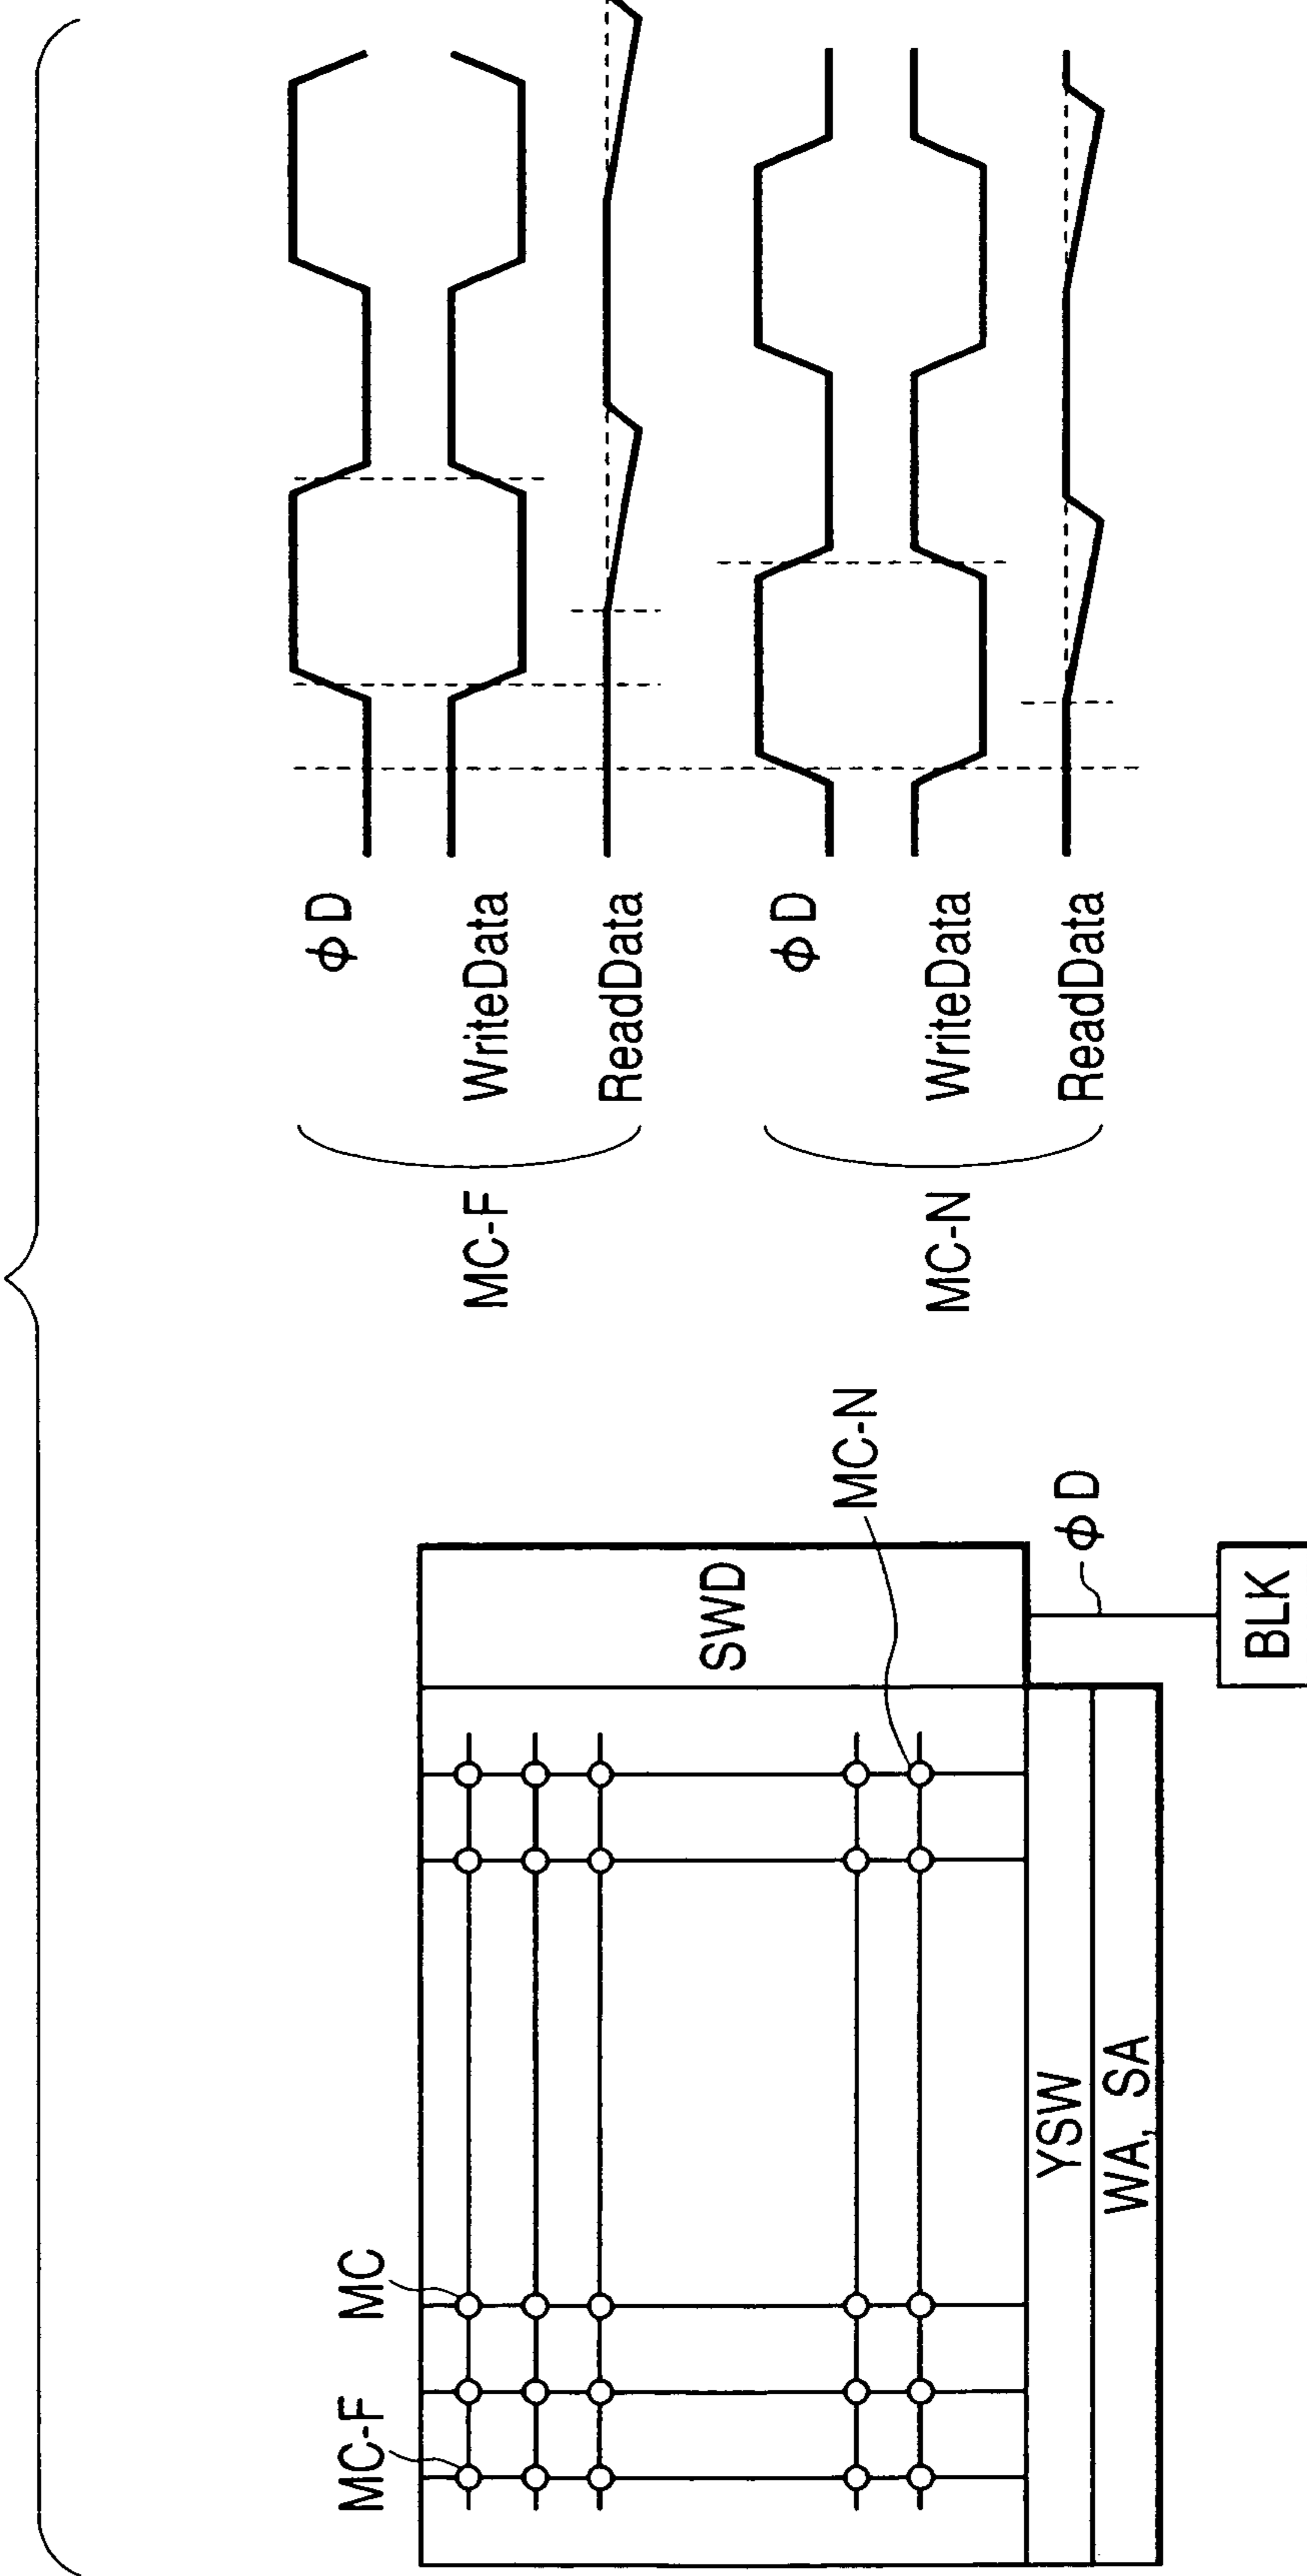 MC-F
MC
MC-N
SWD
YSW
WA, SA
φD
BLK
MC-F
φD
WriteData
ReadData
MC-N
φD
WriteData
ReadData